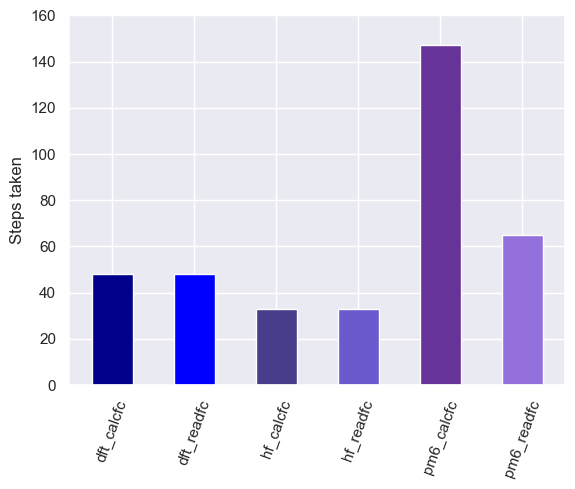 160
140
120
100
80
60
40
20
0
Steps taken
dft_calcfc
dft_readfc
hf_calcfc
hf_readfc
pm6_calcfc
pm6_readfc